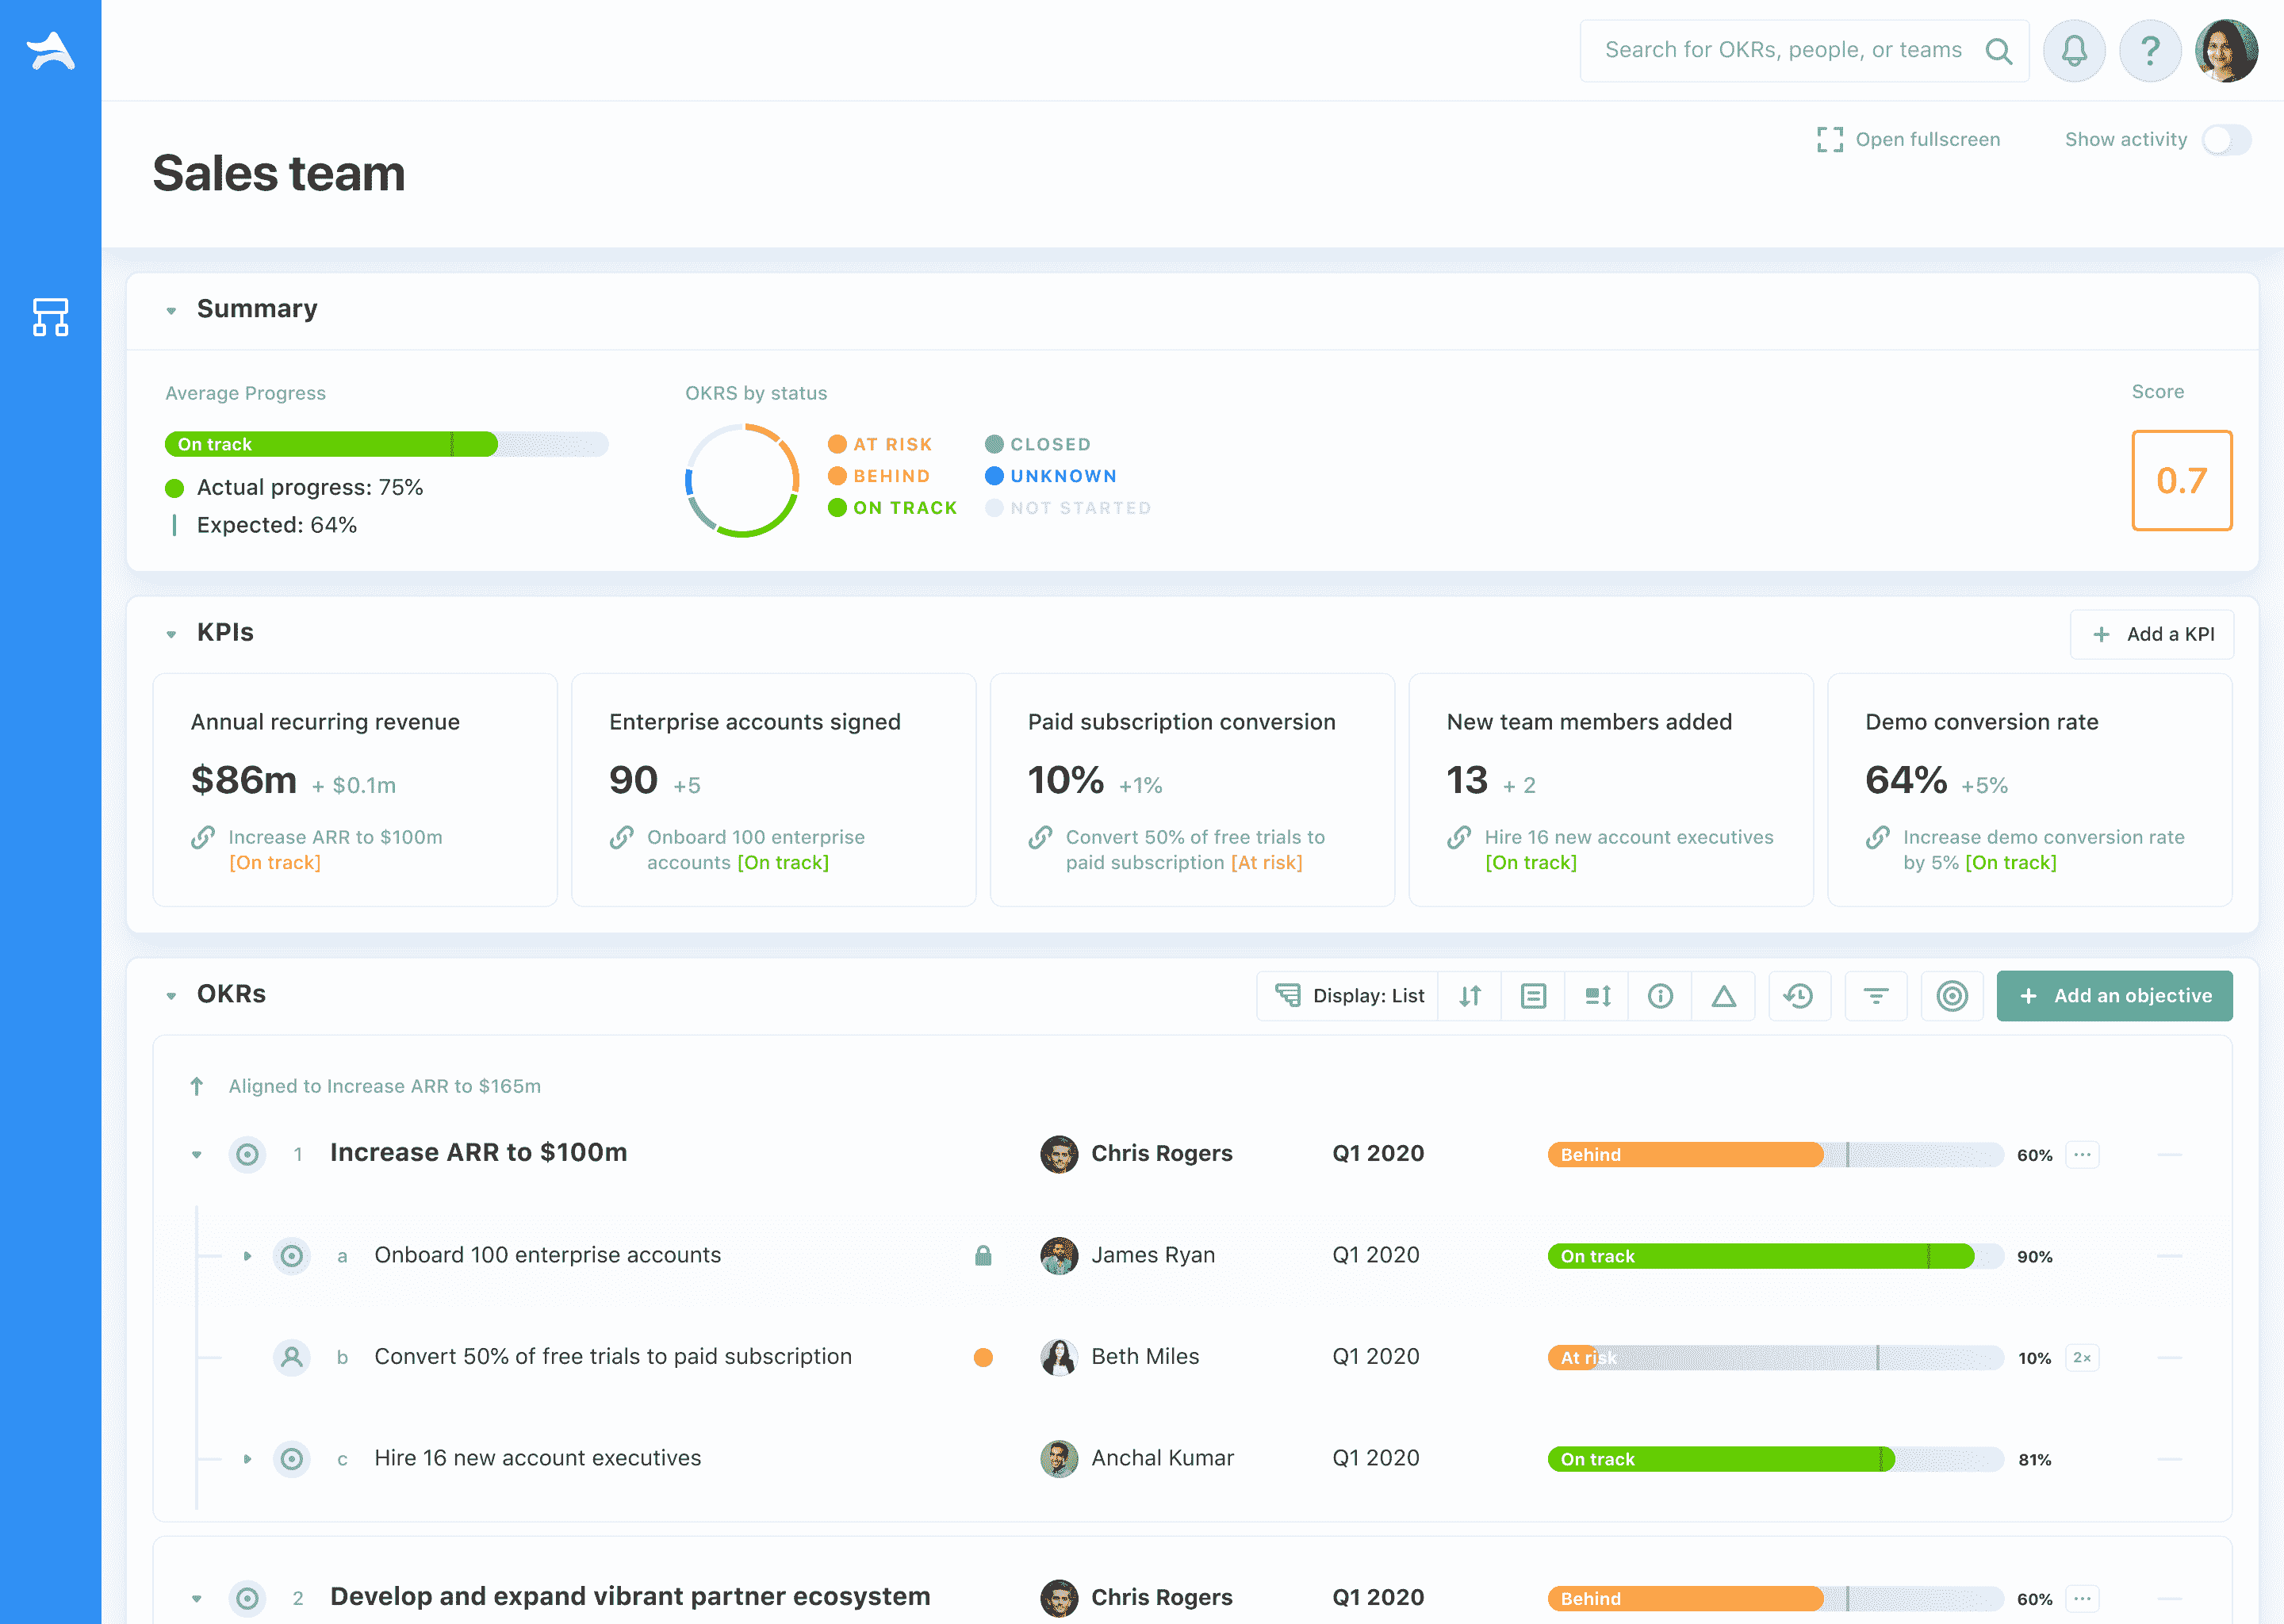 Search for OKRs, people, or teams
?
Open fullscreen
Show activity
Sales team
Summary
Average Progress
On track
Actual progress: 75%
Expected: 64%
OKRS by status
AT RISK
BEHIND
ON TRACK
CLOSED
UNKNOWN
NOT STARTED
Score
0.7
KPIs
+ Add a KPI
Annual recurring revenue
$86m + $0.1m
Increase ARR to $100m
[On track]
Enterprise accounts signed
90 +5
Onboard 100 enterprise
accounts [On track]
Paid subscription conversion
10% +1%
Convert 50% of free trials to
paid subscription [At risk]
New team members added
13 + 2
Hire 16 new account executives
[On track]
Demo conversion rate
64% +5%
Increase demo conversion rate
by 5% [On track]
OKRs
Display: List
+ Add an objective
Aligned to Increase ARR to $165m
1 Increase ARR to $100m Chris Rogers Q1 2020 Behind 60% ...
a Onboard 100 enterprise accounts James Ryan Q1 2020 On track 90%
b Convert 50% of free trials to paid subscription Beth Miles Q1 2020 At risk 10% 2×
c Hire 16 new account executives Anchal Kumar Q1 2020 On track 81%
2 Develop and expand vibrant partner ecosystem Chris Rogers Q1 2020 Behind 60% ...